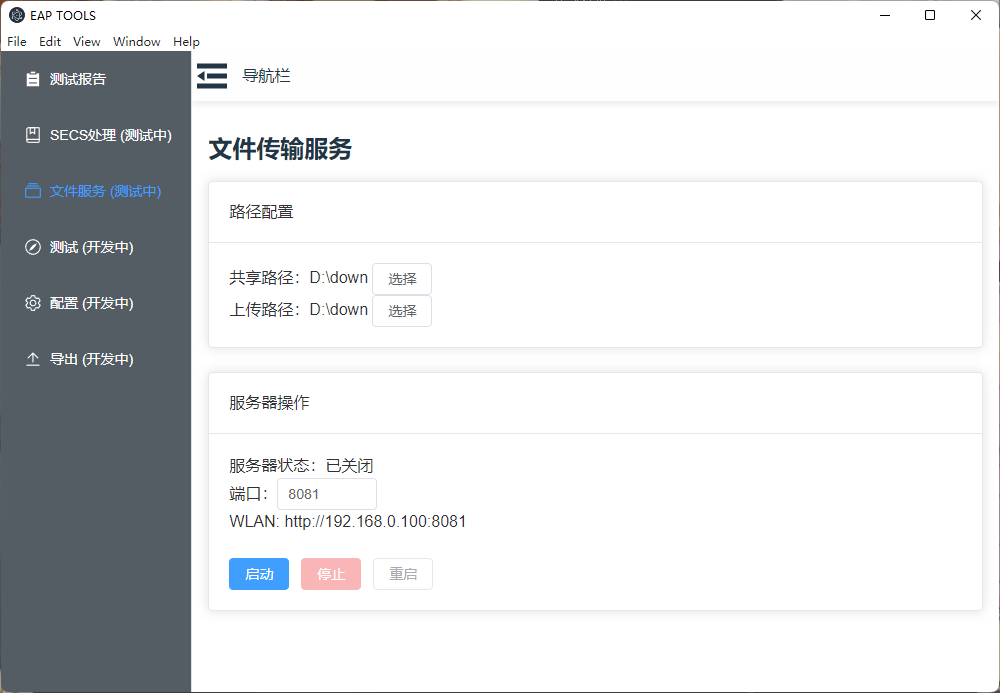 EAP TOOLS
File Edit View Window Help
测试报告
SECS处理 (测试中)
文件服务 (测试中)
测试 (开发中)
配置 (开发中)
导出 (开发中)
导航栏
文件传输服务
路径配置
共享路径：D:\down 选择
上传路径：D:\down 选择
服务器操作
服务器状态：已关闭
端口： 8081
WLAN: http://192.168.0.100:8081
启动 停止 重启